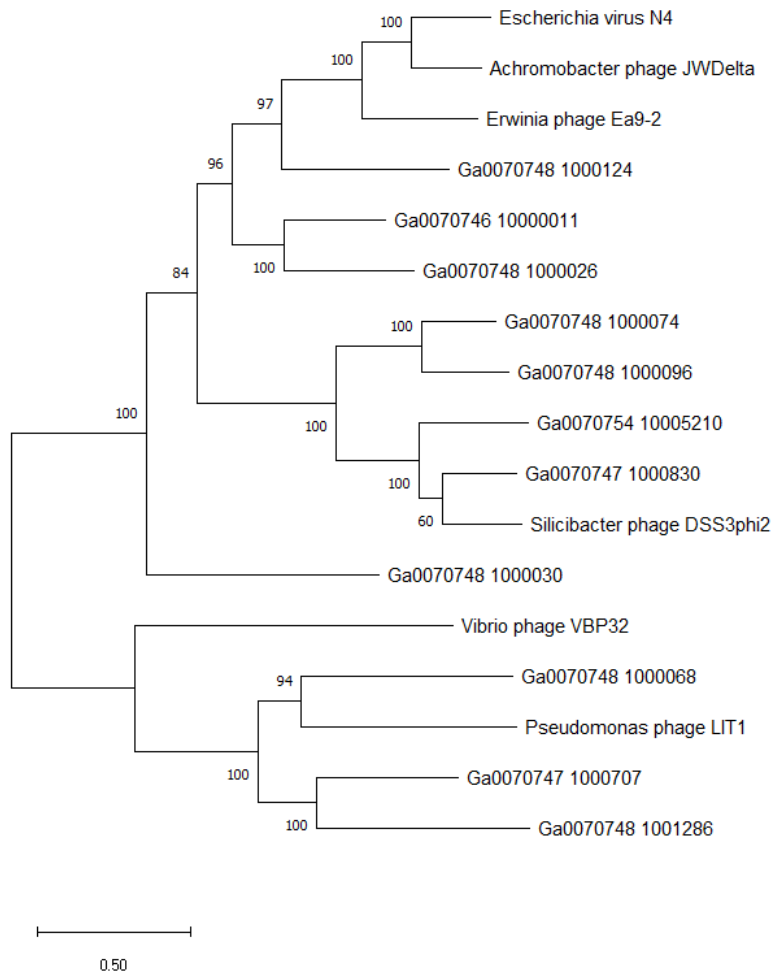 100
Escherichia virus N4
100
Achromobacter phage JWDelta
97
Erwinia phage Ea9-2
96
Ga0070748 1000124
Ga0070746 10000011
84
100
Ga0070748 1000026
100
Ga0070748 1000074
Ga0070748 1000096
100
100
Ga0070754 10005210
100
Ga0070747 1000830
60
Silicibacter phage DSS3phi2
Ga0070748 1000030
Vibrio phage VBP32
94
Ga0070748 1000068
Pseudomonas phage LIT1
100
Ga0070747 1000707
100
Ga0070748 1001286
0.50